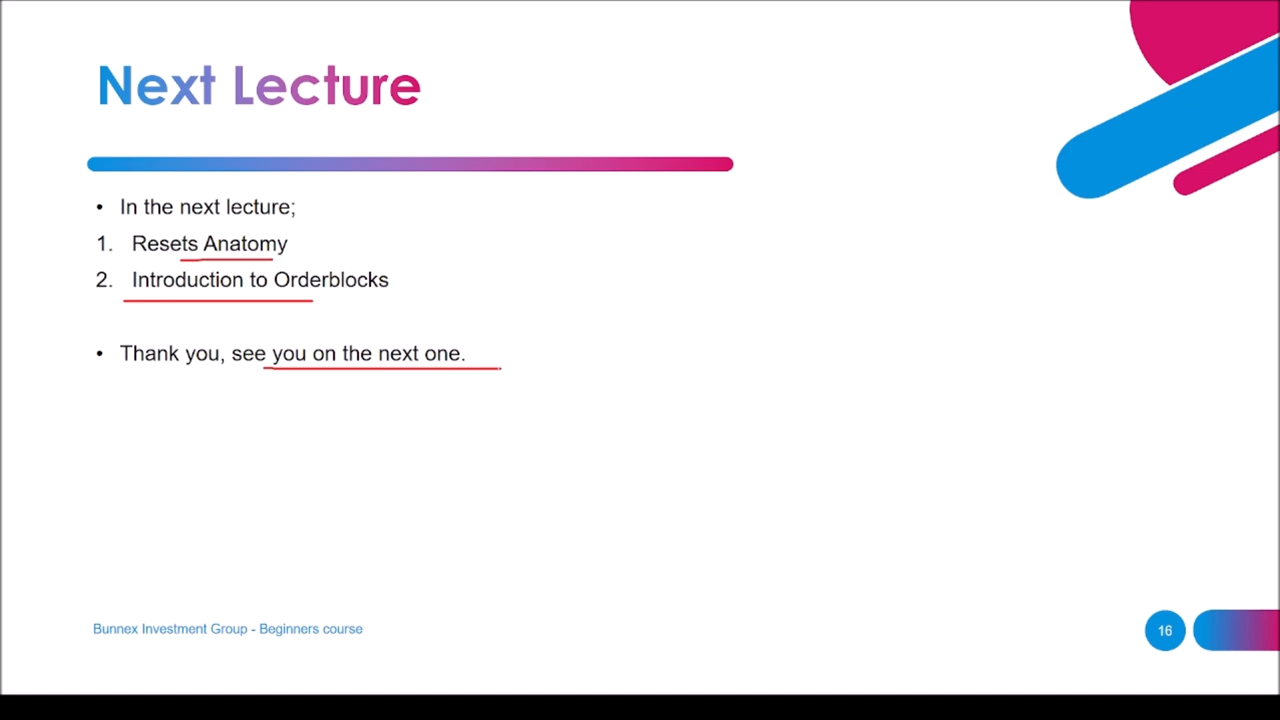 Next Lecture
• In the next lecture;
1. Resets Anatomy
2. Introduction to Orderblocks
• Thank you, see you on the next one.
Bunnex Investment Group - Beginners course
16